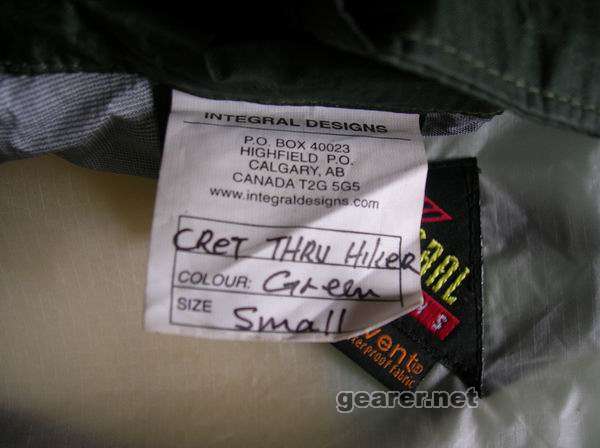 INTEGRAL DESIGNS
P.O. BOX 40023
HIGHFIELD P.O.
CALGARY, AB
CANADA T2G 5G5
www.integraldesigns.com
CRET THRU HIKER
COLOUR: Green
SIZE Small
gearer.net